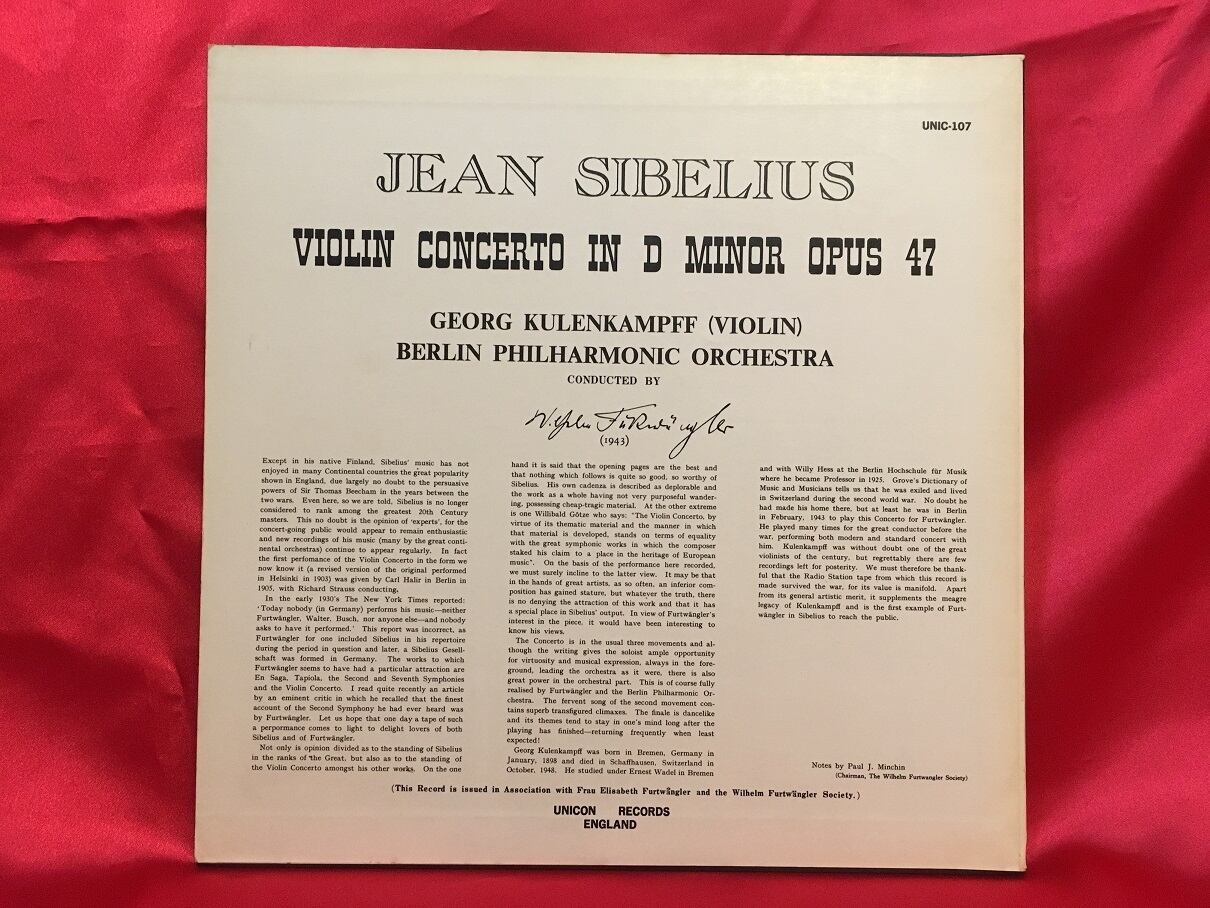 UNIC-107
JEAN SIBELIUS
VIOLIN CONCERTO IN D MINOR OPUS 47
GEORG KULENKAMPFF (VIOLIN)
BERLIN PHILHARMONIC ORCHESTRA
CONDUCTED BY
Wilhelm Furtwängler
(1943)
Except in his native Finland, Sibelius' music has not
enjoyed in many Continental countries the great popularity
shown in England, due largely no doubt to the persuasive
powers of Sir Thomas Beecham in the years between the
two wars. Even here, so we are told, Sibelius is no longer
considered to rank among the greatest 20th Century
masters. This no doubt is the opinion of 'experts', for the
concert-going public would appear to remain enthusiastic
and new recordings of his music (many by the great conti-
nental orchestras) continue to appear regularly. In fact
the first perfomance of the Violin Concerto in the form we
now know it (a revised version of the original performed
in Helsinki in 1903) was given by Carl Halir in Berlin in
1905, with Richard Strauss conducting.
In the early 1930's The New York Times reported:
'Today nobody (in Germany) performs his music—neither
Furtwängler, Walter, Busch, nor anyone else—and nobody
asks to have it performed.' This report was incorrect, as
Furtwängler for one included Sibelius in his repertoire
during the period in question and later, a Sibelius Gesell-
schaft was formed in Germany. The works to which
Furtwängler seems to have had a particular attraction are
En Saga, Tapiola, the Second and Seventh Symphonies
and the Violin Concerto. I read quite recently an article
by an eminent critic in which he recalled that the finest
account of the Second Symphony he had ever heard was
by Furtwängler. Let us hope that one day a tape of such
a perpormance comes to light to delight lovers of both
Sibelius and of Furtwängler.
Not only is opinion divided as to the standing of Sibelius
in the ranks of the Great, but also as to the standing of
the Violin Concerto amongst his other works. On the one
hand it is said that the opening pages are the best and
that nothing which follows is quite so good, so worthy of
Sibelius. His own cadenza is described as deplorable and
the work as a whole having not very purposeful wander-
ing, possessing cheap-tragic material. At the other extreme
is one Willibald Götze who says: "The Violin Concerto, by
virtue of its thematic material and the manner in which
that material is developed, stands on terms of equality
with the great symphonic works in which the composer
staked his claim to a place in the heritage of European
music". On the basis of the performance here recorded,
we must surely incline to the latter view. It may be that
in the hands of great artists, as so often, an inferior com-
position has gained stature, but whatever the truth, there
is no denying the attraction of this work and that it has
a special place in Sibelius' output. In view of Furtwängler's
interest in the piece, it would have been interesting to
know his views.
The Concerto is in the usual three movements and al-
though the writing gives the soloist ample opportunity
for virtuosity and musical expression, always in the fore-
ground, leading the orchestra as it were, there is also
great power in the orchestral part. This is of course fully
realised by Furtwängler and the Berlin Philharmonic Or-
chestra. The fervent song of the second movement con-
tains superb transfigured climaxes. The finale is dancelike
and its themes tend to stay in one's mind long after the
playing has finished—returning frequently when least
expected!
Georg Kulenkampff was born in Bremen, Germany in
January, 1898 and died in Schaffhausen, Switzerland in
October, 1948. He studied under Ernest Wadel in Bremen
and with Willy Hess at the Berlin Hochschule für Musik
where he became Professor in 1925. Grove's Dictionary of
Music and Musicians tells us that he was exiled and lived
in Switzerland during the second world war. No doubt he
had made his home there, but at least he was in Berlin
in February, 1943 to play this Concerto for Furtwängler.
He played many times for the great conductor before the
war, performing both modern and standard concert with
him. Kulenkampff was without doubt one of the great
violinists of the century, but regrettably there are few
recordings left for posterity. We must therefore be thank-
ful that the Radio Station tape from which this record is
made survived the war, for its value is manifold. Apart
from its general artistic merit, it supplements the meagre
legacy of Kulenkampff and is the first example of Furt-
wängler in Sibelius to reach the public.
Notes by Paul J. Minchin
(Chairman, The Wilhelm Furtwangler Society)
(This Record is issued in Association with Frau Elisabeth Furtwängler and the Wilhelm Furtwängler Society.)
UNICON RECORDS
ENGLAND